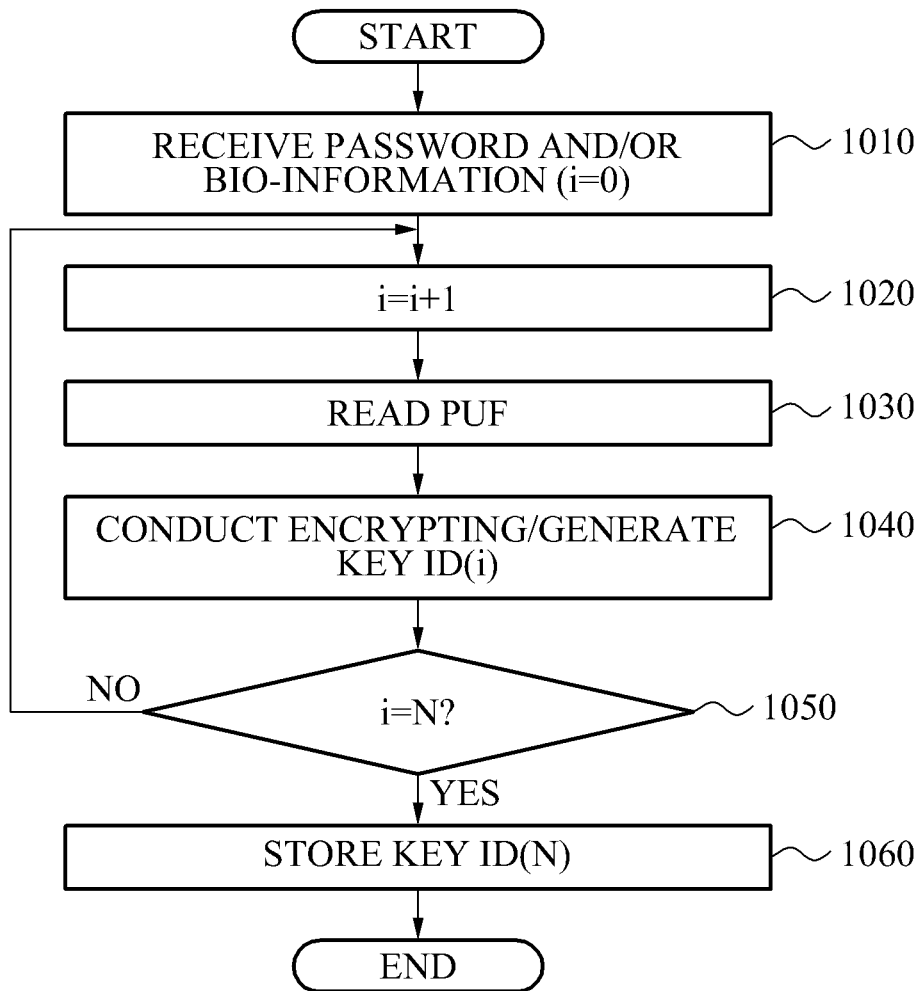 START
RECEIVE PASSWORD AND/OR
BIO-INFORMATION (i=0)
1010
i=i+1
1020
READ PUF
1030
CONDUCT ENCRYPTING/GENERATE
KEY ID(i)
1040
NO
i=N?
1050
YES
STORE KEY ID(N)
1060
END